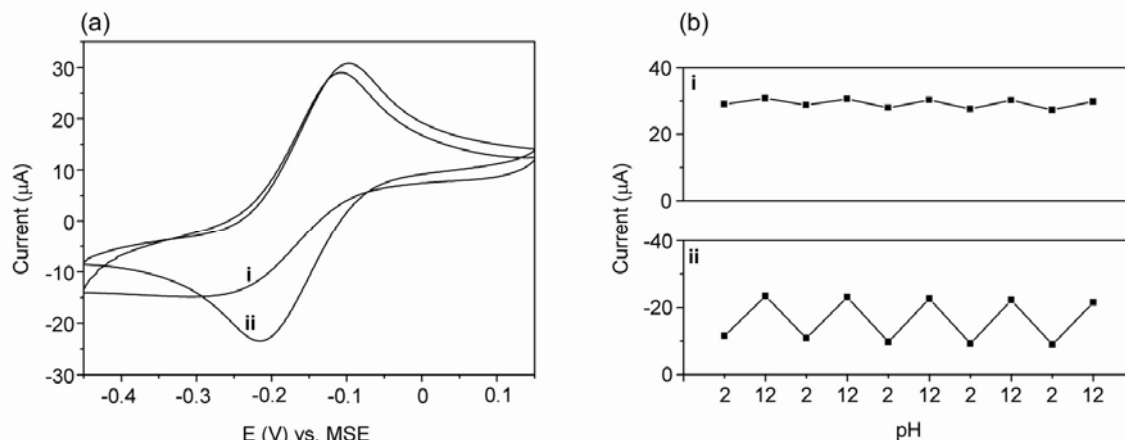 (a)
Current (µA)
30
20
10
0
-10
-20
-30
i
ii
-0.4 -0.3 -0.2 -0.1 0 0.1
E (V) vs. MSE
(b)
Current (µA)
i
40
20
0
ii
-40
-20
0
2 12 2 12 2 12 2 12 2 12
pH